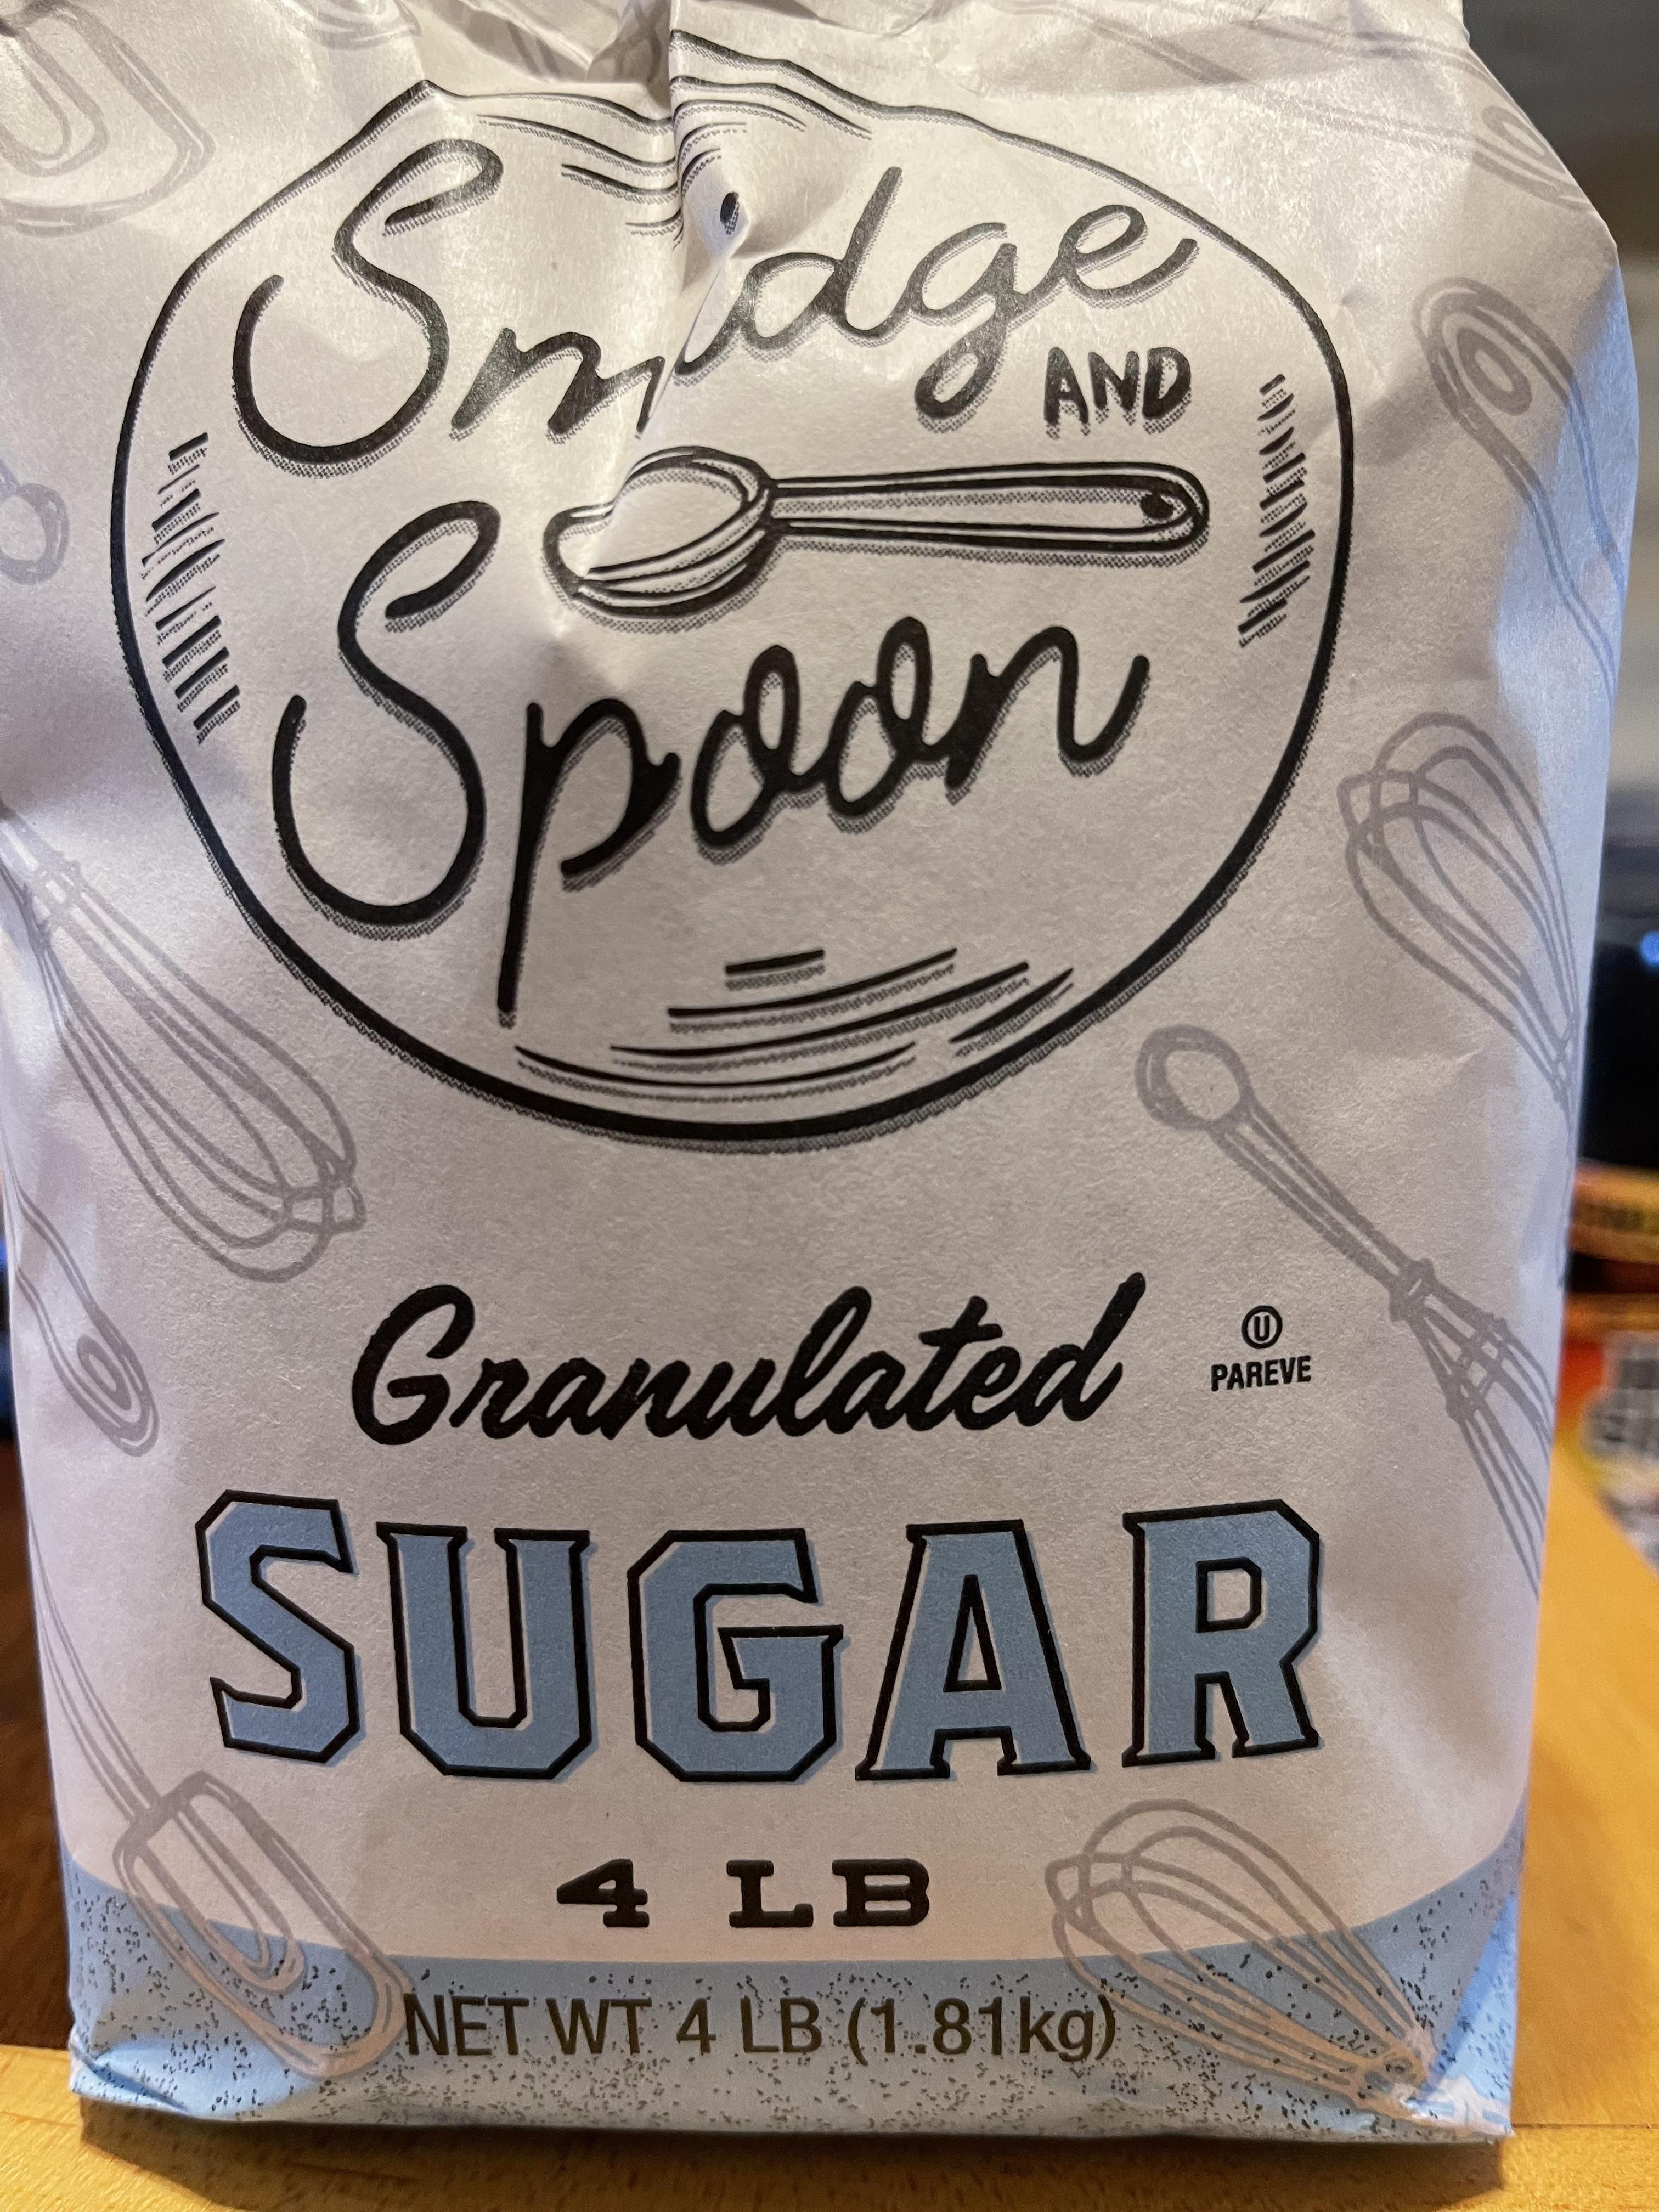 Smidge
AND
Spoon
Granulated
U
PAREVE
SUGAR
4 LB
NET WT 4 LB (1.81kg)